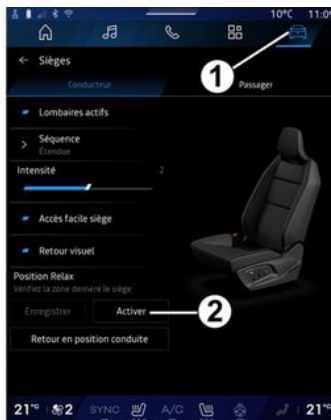 10°C 11:0
1
← Sièges
Conducteur Passager
Lombaires actifs
Séquence
Étendue
Intensité 2
Accès facile siège
Retour visuel
Position Relax
Vérifiez la zone derrière le siège
Enregistrer Activer 2
Retour en position conduite
21° 2 SYNC A/C 21°